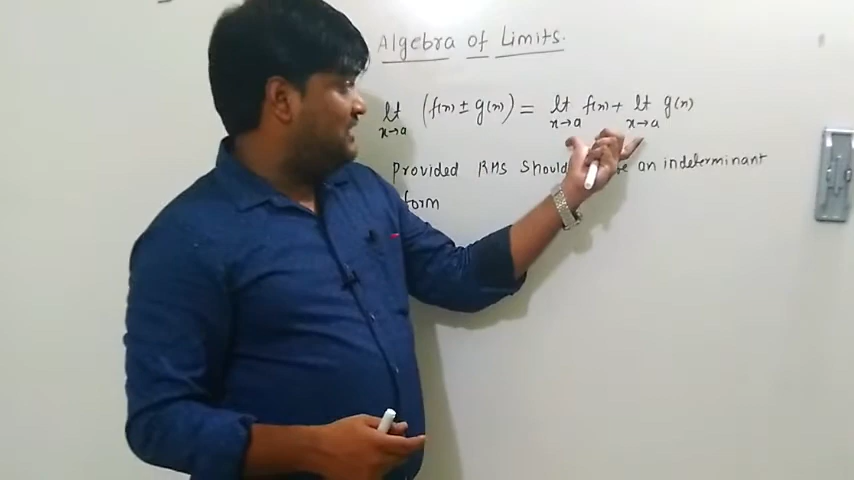 Algebra of Limits.
lt x→a (f(x) ± g(x)) = lt x→a f(x) + lt x→a g(x)
Provided RHS should be an indeterminant
form